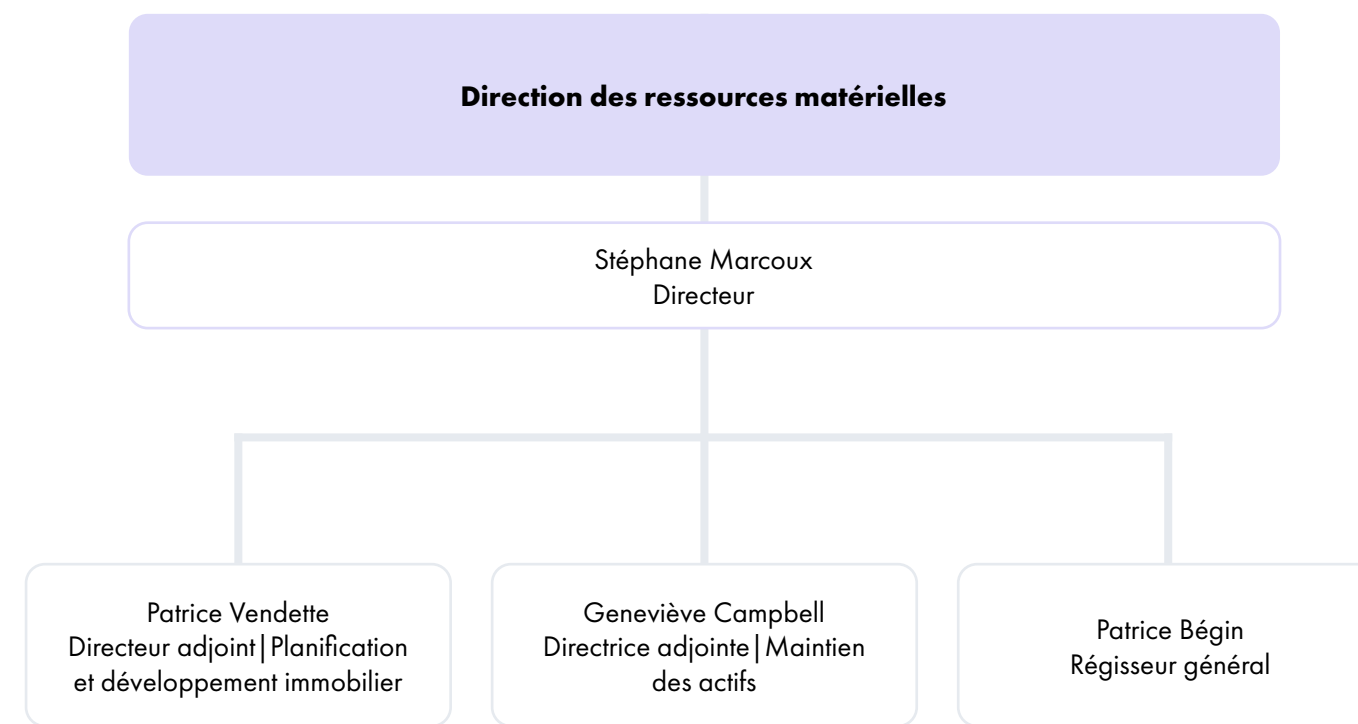 Direction des ressources matérielles
Stéphane Marcoux
Directeur
Patrice Vendette
Directeur adjoint|Planification
et développement immobilier
Geneviève Campbell
Directrice adjointe|Maintien
des actifs
Patrice Bégin
Régisseur général